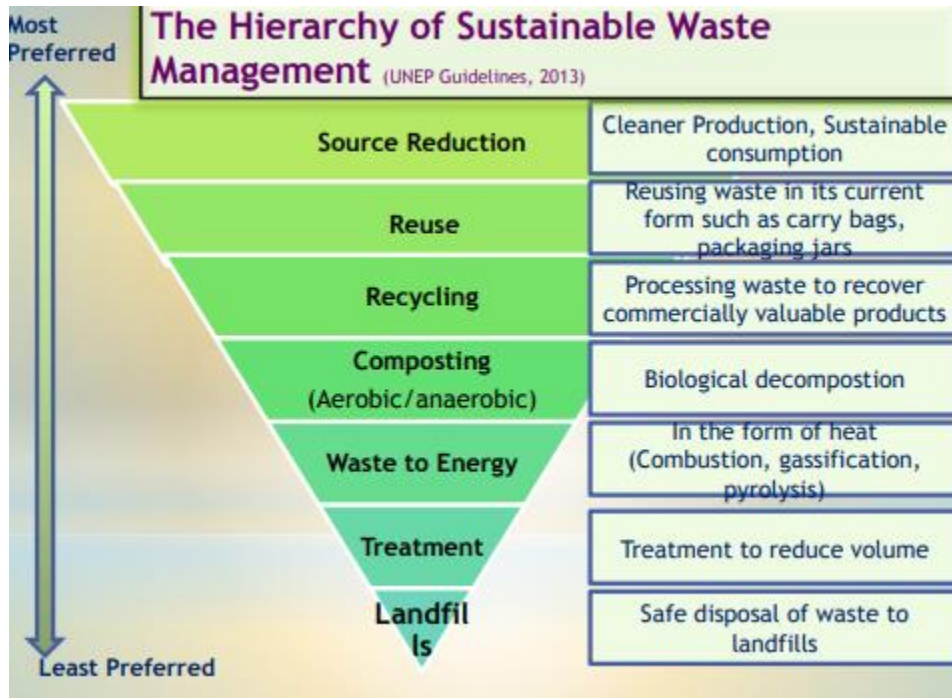 Most
Preferred
The Hierarchy of Sustainable Waste
Management (UNEP Guidelines, 2013)
Source Reduction
Cleaner Production, Sustainable
consumption
Reuse
Reusing waste in its current
form such as carry bags,
packaging jars
Recycling
Processing waste to recover
commercially valuable products
Composting
(Aerobic/anaerobic)
Biological decompostion
Waste to Energy
In the form of heat
(Combustion, gassification,
pyrolysis)
Treatment
Treatment to reduce volume
Landfil
ls
Safe disposal of waste to
landfills
Least Preferred